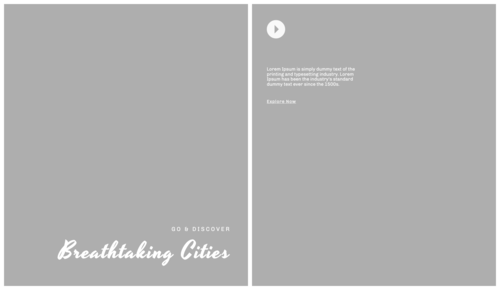 GO & DISCOVER
Breathtaking Cities
Lorem Ipsum is simply dummy text of the
printing and typesetting industry. Lorem
Ipsum has been the industry's standard
dummy text ever since the 1500s.
Explore Now